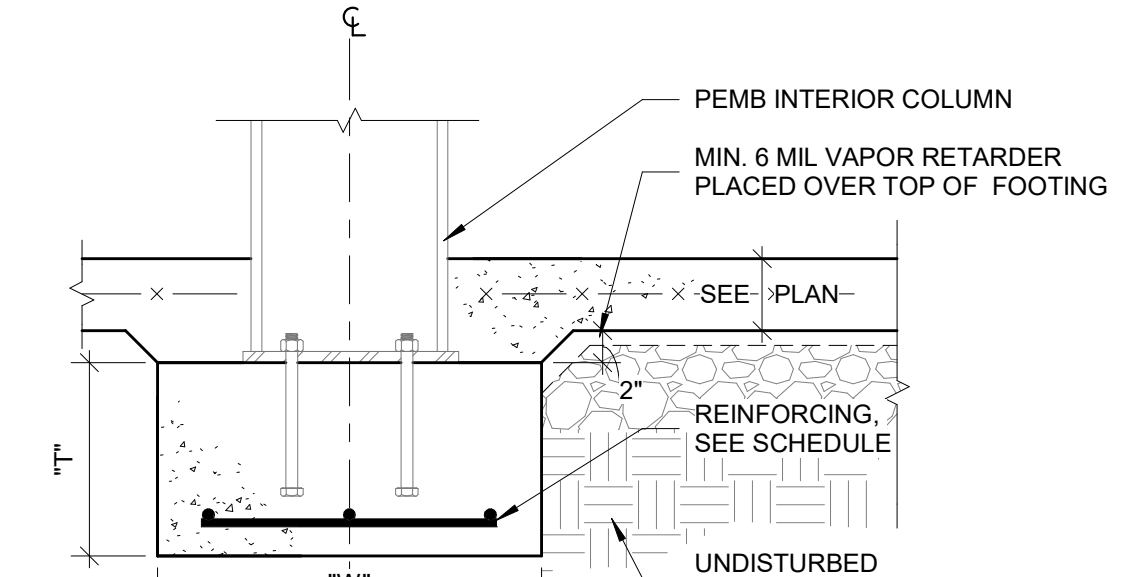 ℄
PEMB INTERIOR COLUMN
MIN. 6 MIL VAPOR RETARDER
PLACED OVER TOP OF FOOTING
SEE PLAN
2"
REINFORCING,
SEE SCHEDULE
"T"
UNDISTURBED
"W"